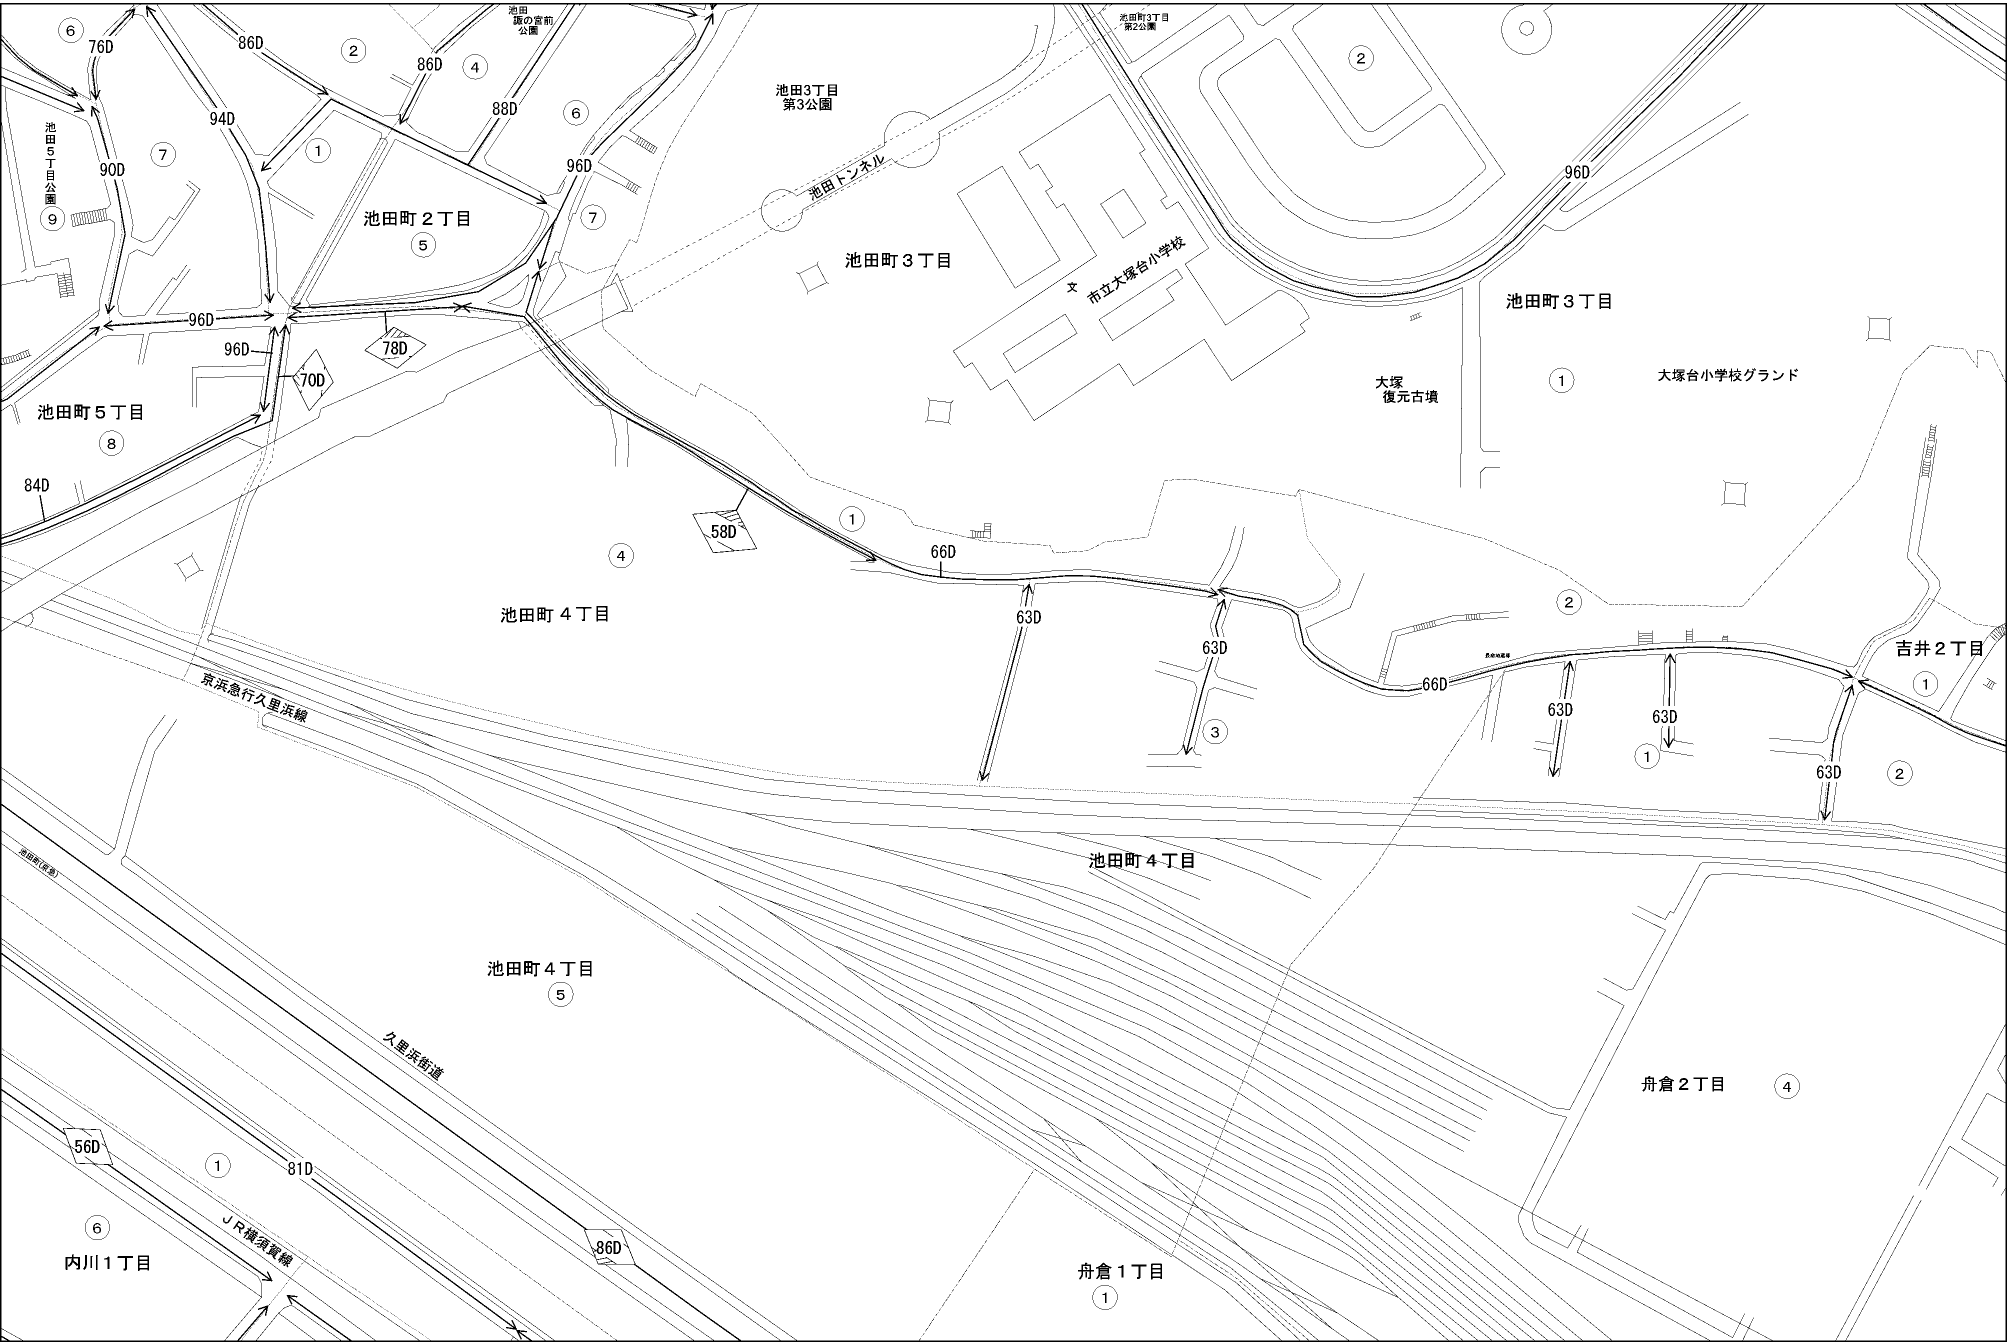 池田
諏の宮前
公園
池田町3丁目
第2公園
6
76D
86D
2
86D
4
2
88D
94D
6
池田3丁目
第3公園
池田5丁目公園
7
1
90D
96D
池田トンネル
96D
9
池田町2丁目
5
7
池田町3丁目
文
市立大塚台小学校
池田町3丁目
96D
78D
96D
70D
大塚
復元古墳
1
大塚台小学校グランド
池田町5丁目
8
84D
58D
1
4
66D
池田町4丁目
63D
2
63D
吉井2丁目
66D
1
京浜急行久里浜線
63D
63D
3
1
63D
2
池田町(京急)
池田町4丁目
池田町4丁目
5
久里浜街道
舟倉2丁目
4
56D
1
81D
6
JR横須賀線
86D
内川1丁目
舟倉1丁目
1